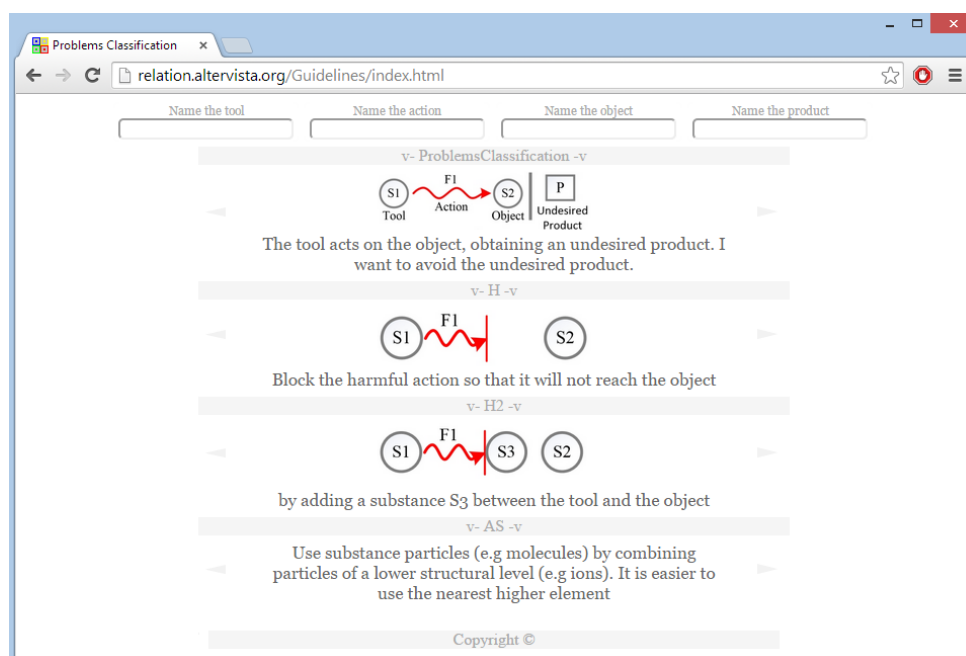 Problems Classification x
relation.altervista.org/Guidelines/index.html
Name the tool Name the action Name the object Name the product
v- ProblemsClassification -v
S1 F1 S2 P
Tool Action Object Undesired
Product
The tool acts on the object, obtaining an undesired product. I
want to avoid the undesired product.
v- H -v
F1
S1 S2
Block the harmful action so that it will not reach the object
v- H2 -v
F1
S1 S3 S2
by adding a substance S3 between the tool and the object
v- AS -v
Use substance particles (e.g molecules) by combining
particles of a lower structural level (e.g ions). It is easier to
use the nearest higher element
Copyright ©